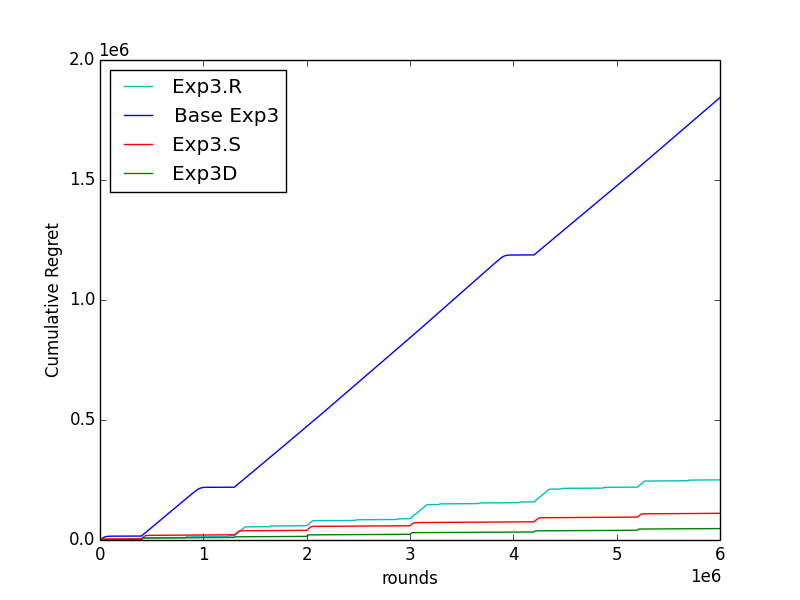 1e6
2.0
1.5
1.0
0.5
0.0
Exp3.R
Base Exp3
Exp3.S
Exp3D
Cumulative Regret
0 1 2 3 4 5 6
1e6
rounds